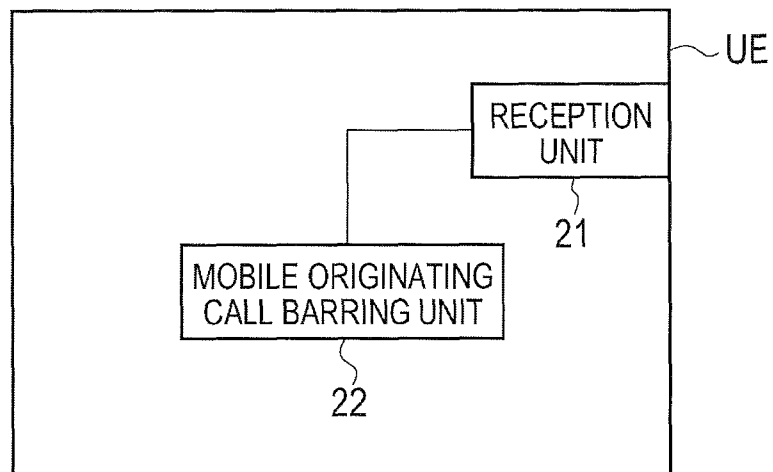 UE
RECEPTION
UNIT
21
MOBILE ORIGINATING
CALL BARRING UNIT
22